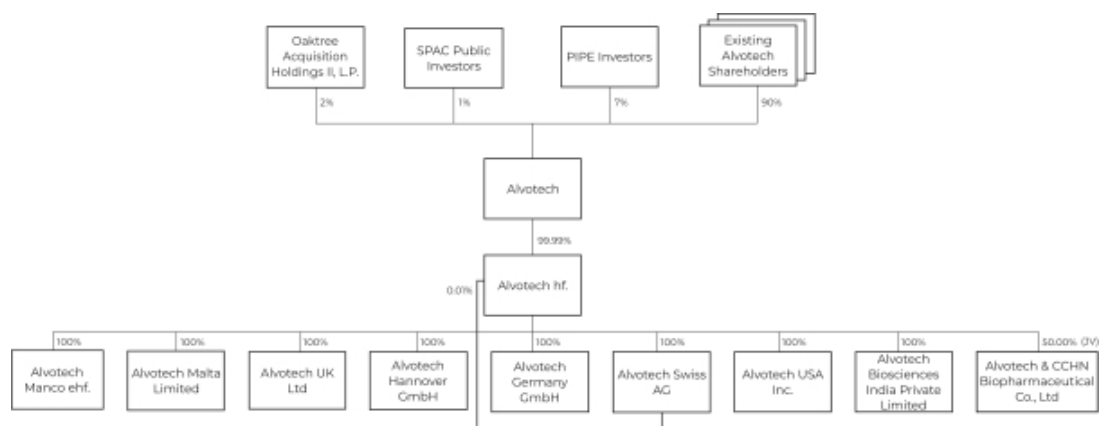 Oaktree
Acquisition
Holdings II, L.P.
SPAC Public
Investors
PIPE Investors
Existing
Alvotech
Shareholders
2%
1%
7%
90%
Alvotech
99.99%
Alvotech hf.
0.01%
100%
100%
100%
100%
100%
100%
100%
100%
50.00% (JV)
Alvotech
Manco ehf.
Alvotech Malta
Limited
Alvotech UK
Ltd
Alvotech
Hannover
GmbH
Alvotech
Germany
GmbH
Alvotech Swiss
AG
Alvotech USA
Inc.
Alvotech
Biosciences
India Private
Limited
Alvotech & CCHN
Biopharmaceutical
Co., Ltd